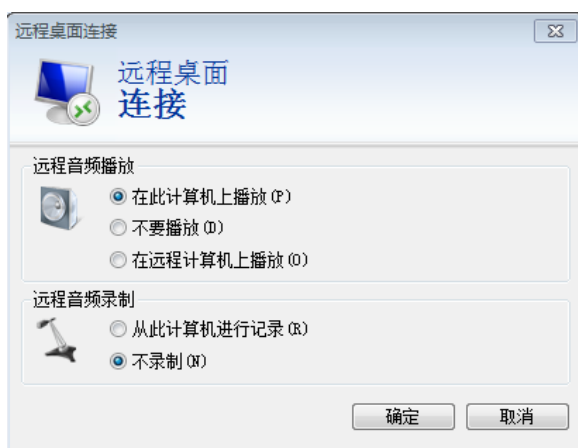 远程桌面连接
远程桌面
连接
远程音频播放
在此计算机上播放(P)
不要播放(D)
在远程计算机上播放(O)
远程音频录制
从此计算机进行记录(R)
不录制(N)
确定 取消